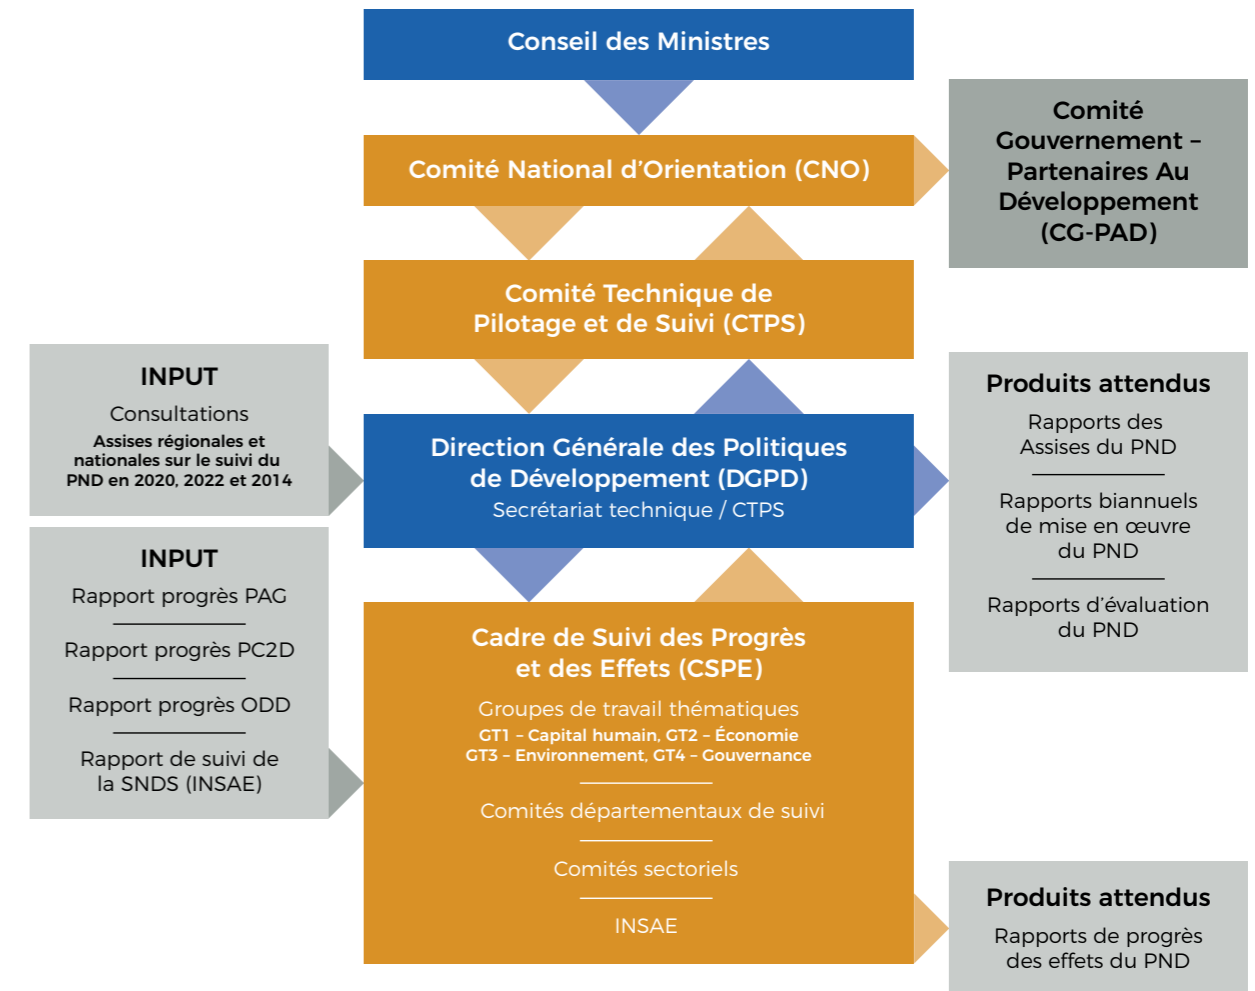 Conseil des Ministres
Comité National d’Orientation (CNO)
Comité
Gouvernement –
Partenaires Au
Développement
(CG-PAD)
Comité Technique de
Pilotage et de Suivi (CTPS)
INPUT
Consultations
Assises régionales et
nationales sur le suivi du
PND en 2020, 2022 et 2014
Direction Générale des Politiques
de Développement (DGPD)
Secrétariat technique / CTPS
Produits attendus
Rapports des
Assises du PND
Rapports biannuels
de mise en œuvre
du PND
Rapports d’évaluation
du PND
INPUT
Rapport progrès PAG
Rapport progrès PC2D
Rapport progrès ODD
Rapport de suivi de
la SNDS (INSAE)
Cadre de Suivi des Progrès
et des Effets (CSPE)
Groupes de travail thématiques
GT1 – Capital humain, GT2 – Économie
GT3 – Environnement, GT4 – Gouvernance
Comités départementaux de suivi
Comités sectoriels
INSAE
Produits attendus
Rapports de progrès
des effets du PND